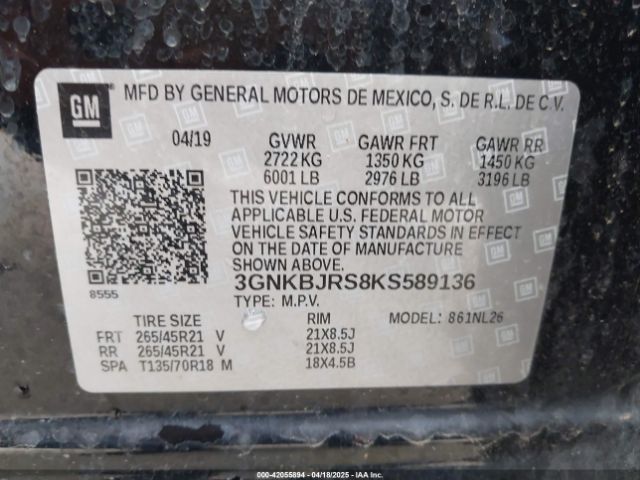 GM
MFD BY GENERAL MOTORS DE MEXICO, S. DE R.L. DE C.V.
04/19 GVWR GAWR FRT GAWR RR
2722 KG 1350 KG 1450 KG
6001 LB 2976 LB 3196 LB
THIS VEHICLE CONFORMS TO ALL
APPLICABLE U.S. FEDERAL MOTOR
VEHICLE SAFETY STANDARDS IN EFFECT
ON THE DATE OF MANUFACTURE
SHOWN ABOVE.
8555 3GNKBJRS8KS589136
TYPE: M.P.V.
TIRE SIZE RIM MODEL: 861NL26
FRT 265/45R21 V 21X8.5J
RR 265/45R21 V 21X8.5J
SPA T135/70R18 M 18X4.5B
000-42055894 | 04/18/2025 | IAAI.COM